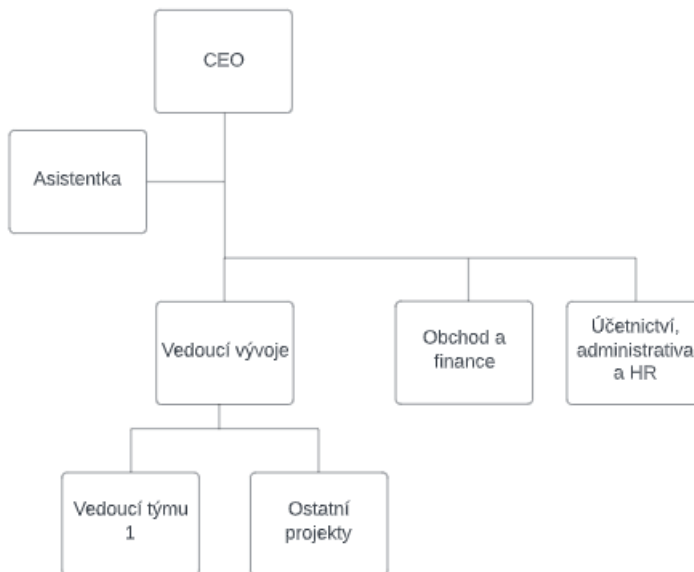 CEO
Asistentka
Vedoucí vývoje
Obchod a
finance
Účetnictví,
administrativa
a HR
Vedoucí týmu
1
Ostatní
projekty